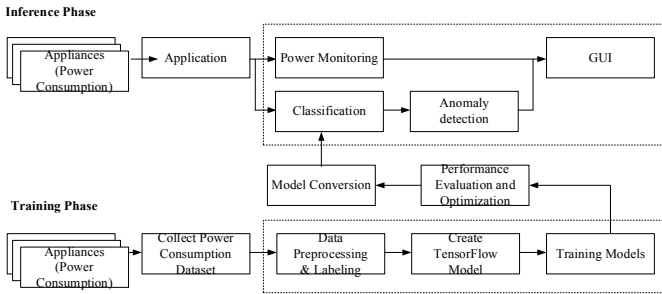 Inference Phase
Appliances
(Power
Consumption)
Application
Power Monitoring
GUI
Classification
Anomaly
detection
Model Conversion
Performance
Evaluation and
Optimization
Training Phase
Appliances
(Power
Consumption)
Collect Power
Consumption
Dataset
Data
Preprocessing
& Labeling
Create
TensorFlow
Model
Training Models